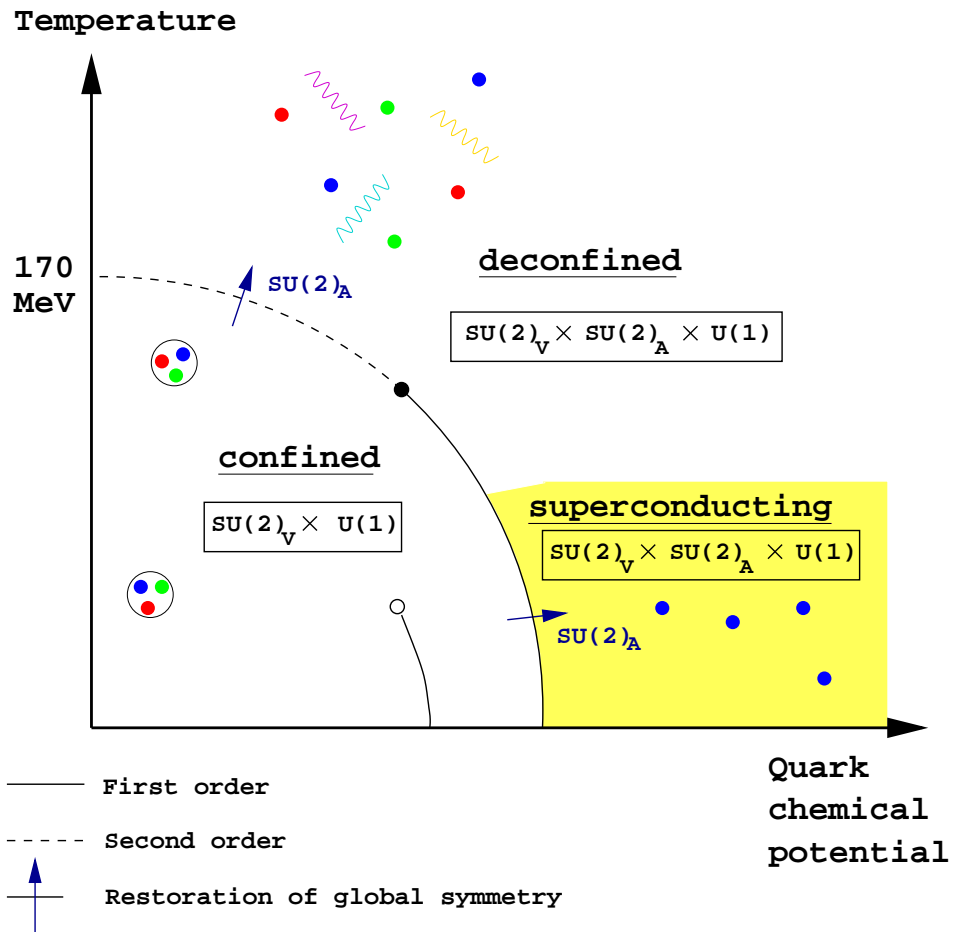 Temperature
170
MeV
SU(2)A
deconfined
SU(2)V × SU(2)A × U(1)
confined
SU(2)V × U(1)
superconducting
SU(2)V × SU(2)A × U(1)
SU(2)A
Quark
chemical
potential
First order
Second order
Restoration of global symmetry